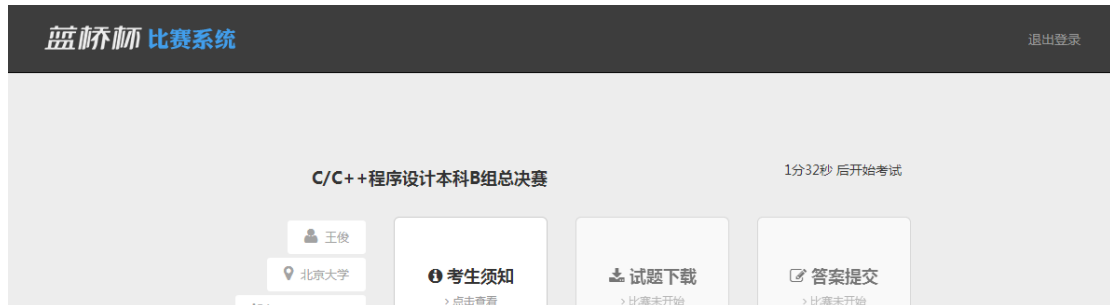 蓝桥杯 比赛系统
退出登录
C/C++程序设计本科B组总决赛
1分32秒 后开始考试
王俊
北京大学
考生须知
> 点击查看
试题下载
> 比赛未开始
答案提交
> 比赛未开始